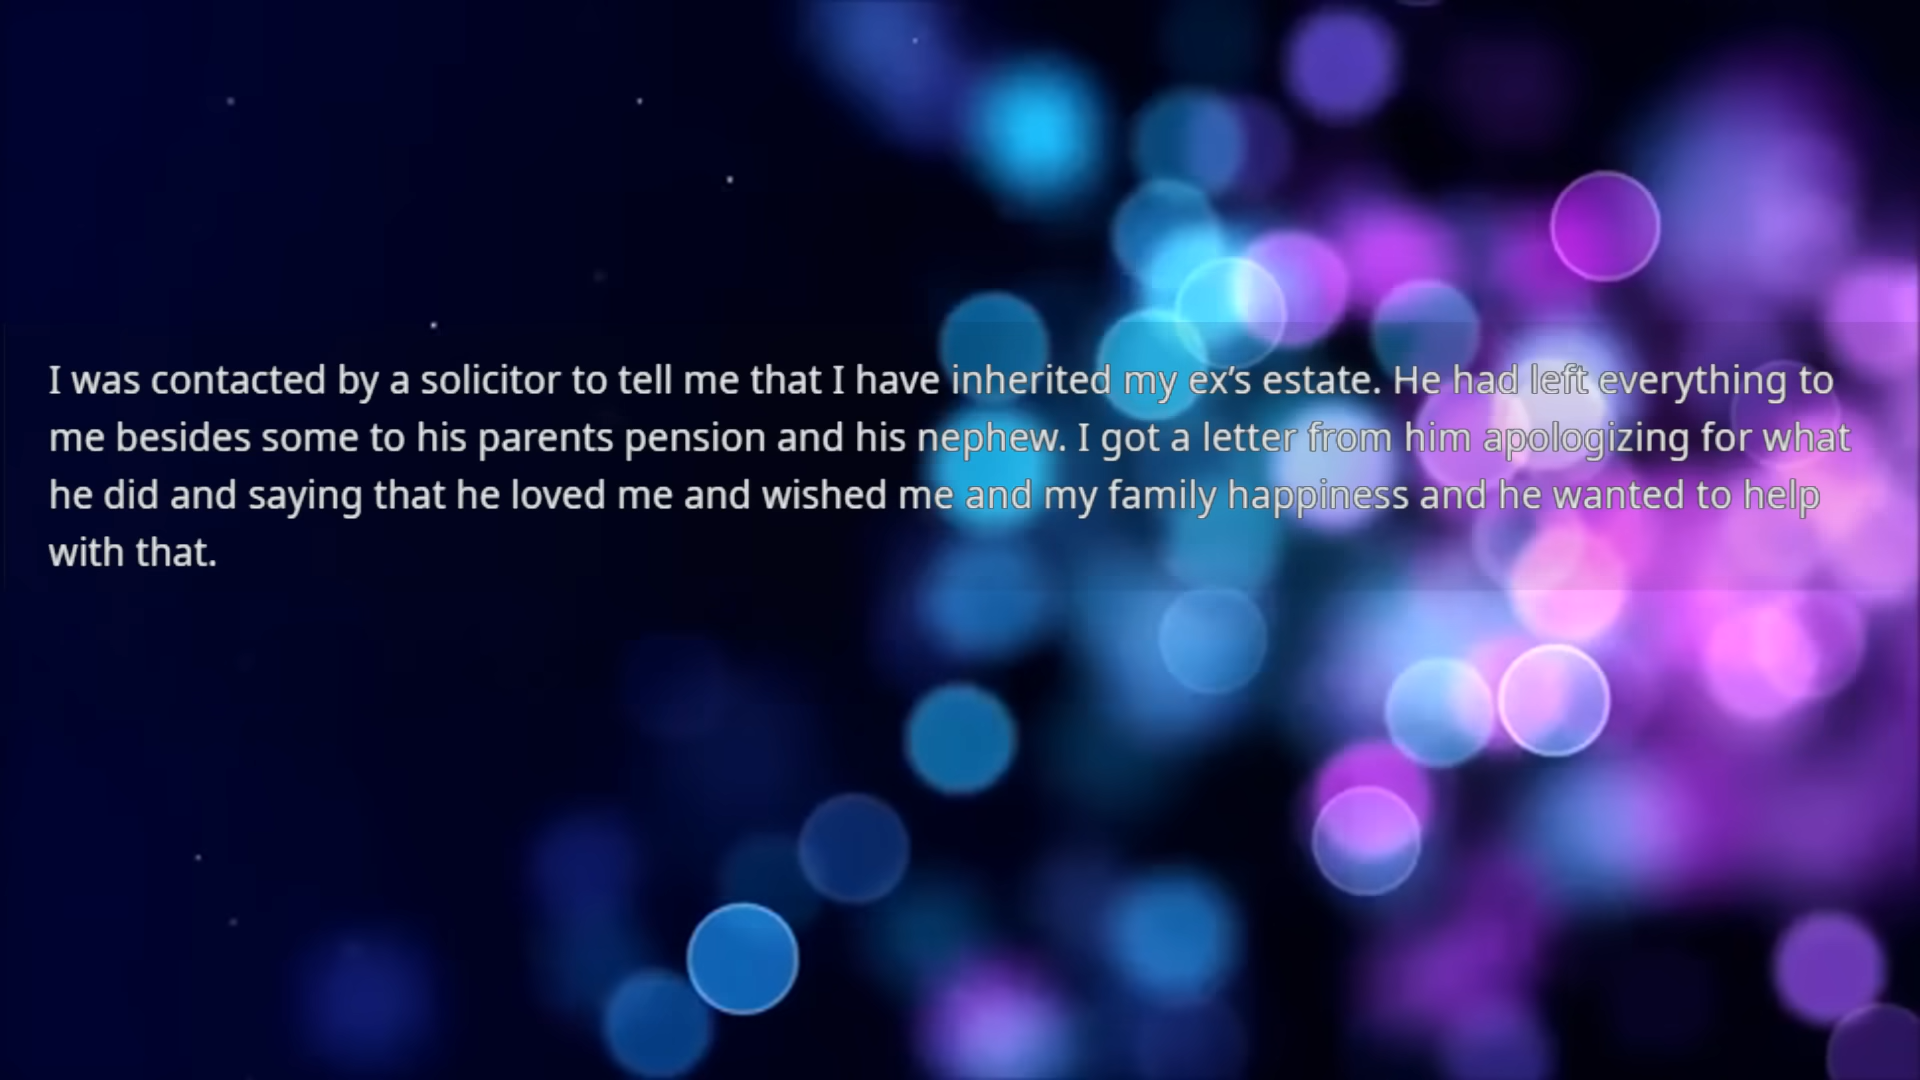 I was contacted by a solicitor to tell me that I have inherited my ex's estate. He had left everything to
me besides some to his parents pension and his nephew. I got a letter from him apologizing for what
he did and saying that he loved me and wished me and my family happiness and he wanted to help
with that.